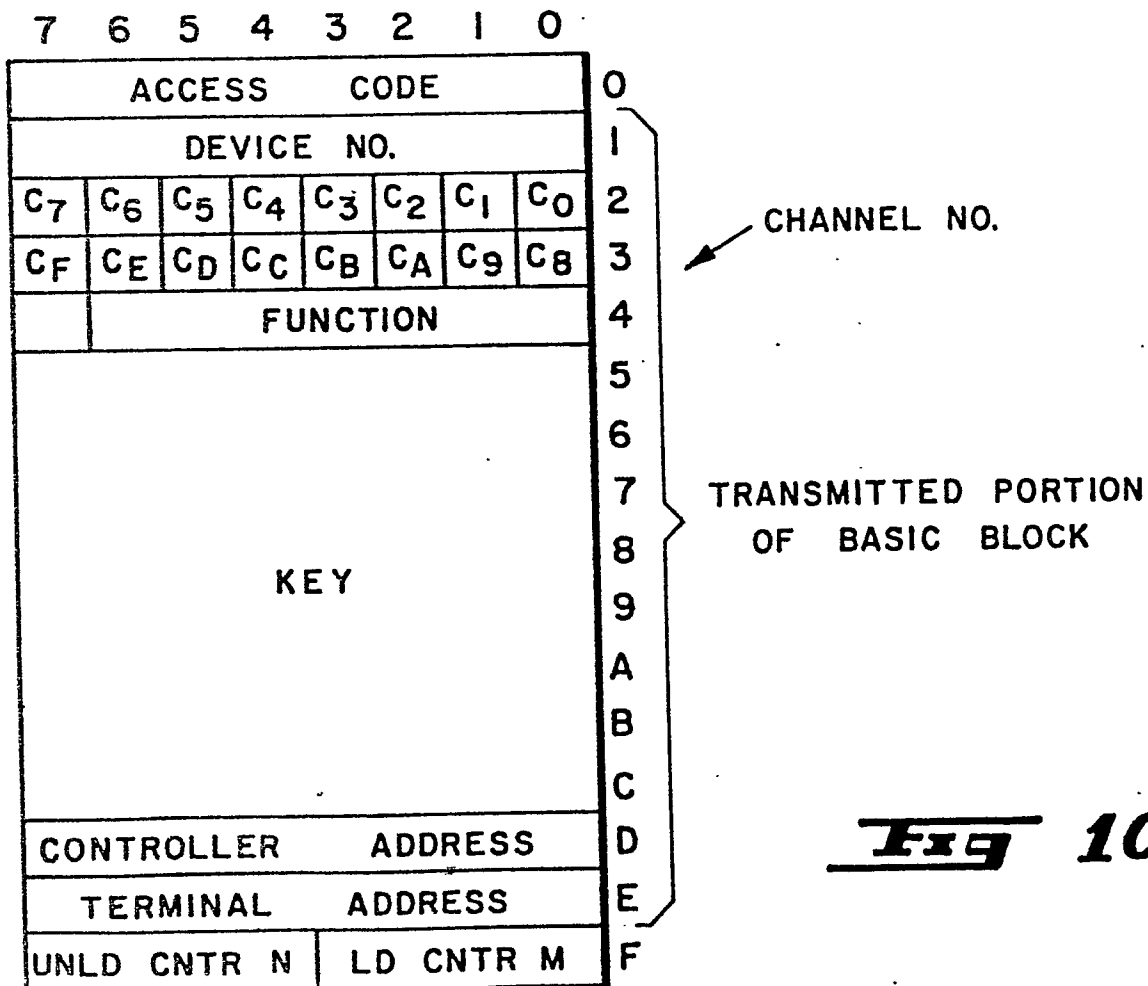 7 6 5 4 3 2 1 0
ACCESS CODE 0
DEVICE NO. 1
C7 C6 C5 C4 C3 C2 C1 C0 2
CHANNEL NO.
CF CE CD CC CB CA C9 C8 3
FUNCTION 4
5
6
7
TRANSMITTED PORTION
OF BASIC BLOCK
8
KEY
9
A
B
C
CONTROLLER ADDRESS D
Fig 10
TERMINAL ADDRESS E
UNLD CNTR N LD CNTR M F